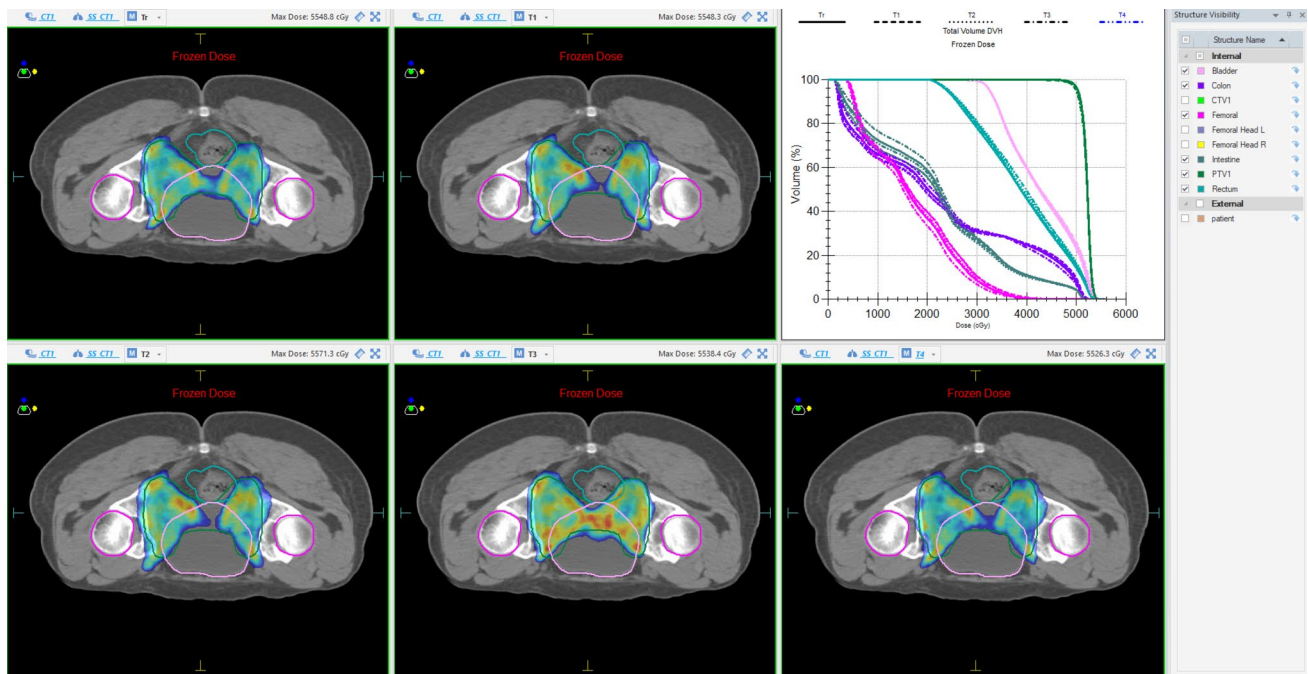 CT1 SS CT1 M Tr Max Dose: 5548.8 cGy
Frozen Dose
CT1 SS CT1 M T1 Max Dose: 5548.3 cGy
Frozen Dose
Tr T1 T2 T3 T4
Total Volume DVH
Frozen Dose
Volume (%)
100
80
60
40
20
0
0 1000 2000 3000 4000 5000 6000
Dose (cGy)
Structure Visibility
Structure Name
Internal
Bladder
Colon
CTV1
Femoral
Femoral Head L
Femoral Head R
Intestine
PTV1
Rectum
External
patient
CT1 SS CT1 M T2 Max Dose: 5571.3 cGy
Frozen Dose
CT1 SS CT1 M T3 Max Dose: 5538.4 cGy
Frozen Dose
CT1 SS CT1 M T4 Max Dose: 5526.3 cGy
Frozen Dose